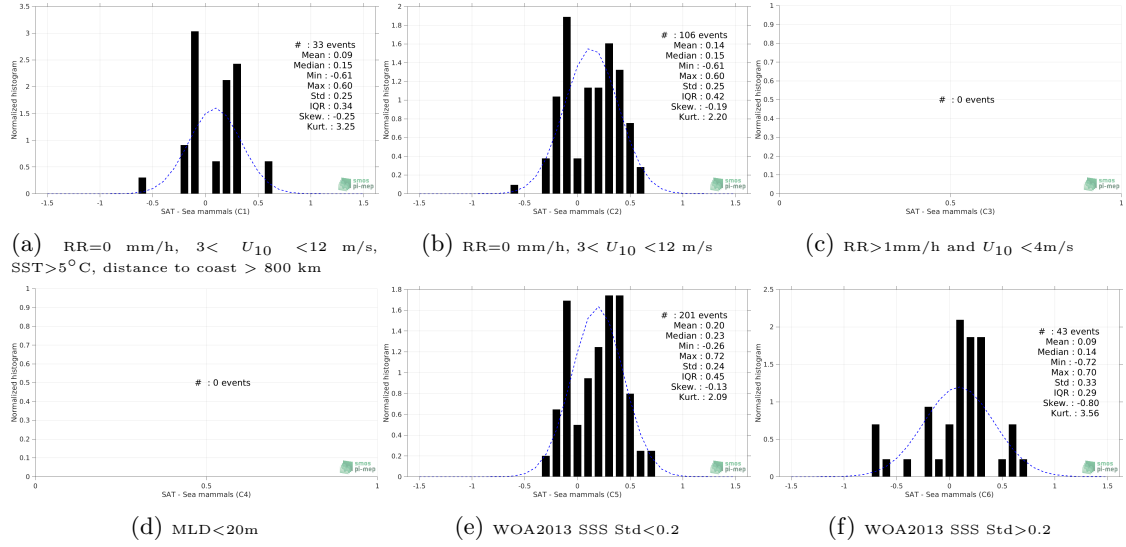 3.5
3
2.5
2
1.5
1
0.5
0
-1.5
-1
-0.5
0
0.5
1
1.5
Normalized histogram
# : 33 events
Mean : 0.09
Median : 0.15
Min : -0.61
Max : 0.60
Std : 0.25
IQR : 0.34
Skew. : -0.25
Kurt. : 3.25
smos
pi-mep
SAT - Sea mammals (C1)
2
1.8
1.6
1.4
1.2
1
0.8
0.6
0.4
0.2
0
-1.5
-1
-0.5
0
0.5
1
1.5
Normalized histogram
# : 106 events
Mean : 0.14
Median : 0.15
Min : -0.61
Max : 0.60
Std : 0.25
IQR : 0.42
Skew. : -0.19
Kurt. : 2.20
smos
pi-mep
SAT - Sea mammals (C2)
1
0.9
0.8
0.7
0.6
0.5
0.4
0.3
0.2
0.1
0
0
0.5
1
Normalized histogram
# : 0 events
smos
pi-mep
SAT - Sea mammals (C3)
(a) RR=0 mm/h, 3< U10 <12 m/s,
SST>5°C, distance to coast > 800 km
(b) RR=0 mm/h, 3< U10 <12 m/s
(c) RR>1mm/h and U10 <4m/s
1
0.9
0.8
0.7
0.6
0.5
0.4
0.3
0.2
0.1
0
0
0.5
1
Normalized histogram
# : 0 events
smos
pi-mep
SAT - Sea mammals (C4)
1.8
1.6
1.4
1.2
1
0.8
0.6
0.4
0.2
0
-1.5
-1
-0.5
0
0.5
1
1.5
Normalized histogram
# : 201 events
Mean : 0.20
Median : 0.23
Min : -0.26
Max : 0.72
Std : 0.24
IQR : 0.45
Skew. : -0.13
Kurt. : 2.09
smos
pi-mep
SAT - Sea mammals (C5)
2.5
2
1.5
1
0.5
0
-1.5
-1
-0.5
0
0.5
1
1.5
Normalized histogram
# : 43 events
Mean : 0.09
Median : 0.14
Min : -0.72
Max : 0.70
Std : 0.33
IQR : 0.29
Skew. : -0.80
Kurt. : 3.56
smos
pi-mep
SAT - Sea mammals (C6)
(d) MLD<20m
(e) WOA2013 SSS Std<0.2
(f) WOA2013 SSS Std>0.2